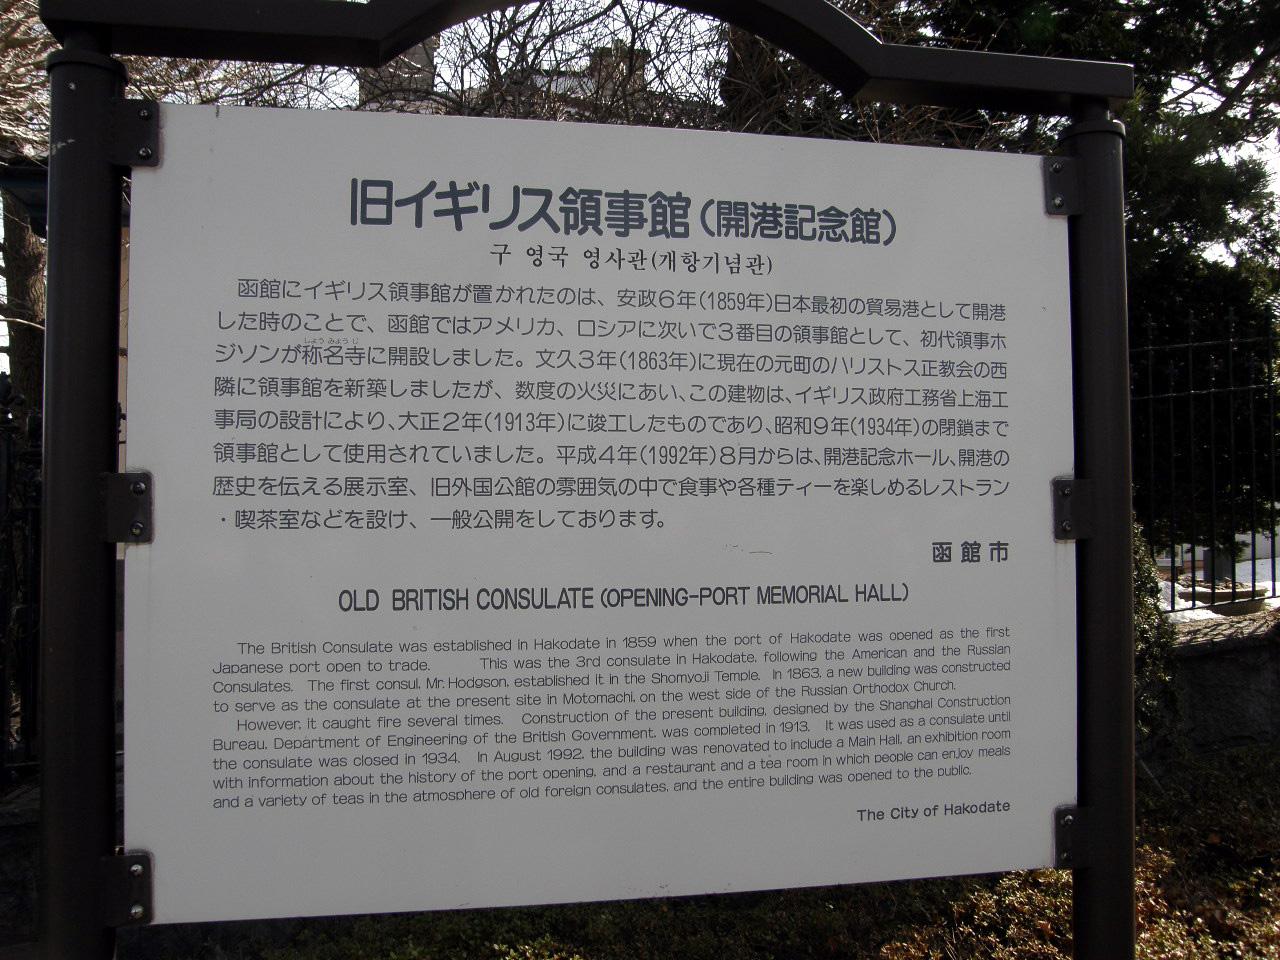 旧イギリス領事館(開港記念館)
구 영국 영사관(개항기념관)
函館にイギリス領事館が置かれたのは、安政6年(1859年)日本最初の貿易港として開港
した時のことで、函館ではアメリカ、ロシアに次いで3番目の領事館として、初代領事ホ
しょうみょうじ
ジソンが称名寺に開設しました。文久3年(1863年)に現在の元町のハリストス正教会の西
隣に領事館を新築しましたが、数度の火災にあい、この建物は、イギリス政府工務省上海工
事局の設計により、大正2年(1913年)に竣工したものであり、昭和9年(1934年)の閉鎖まで
領事館として使用されていました。平成4年(1992年)8月からは、開港記念ホール、開港の
歴史を伝える展示室、旧外国公館の雰囲気の中で食事や各種ティーを楽しめるレストラン
・喫茶室などを設け、一般公開をしております。
函館市
OLD BRITISH CONSULATE (OPENING-PORT MEMORIAL HALL)
The British Consulate was established in Hakodate in 1859 when the port of Hakodate was opened as the first
Japanese port open to trade. This was the 3rd consulate in Hakodate, following the American and the Russian
Consulates. The first consul, Mr. Hodgson, established it in the Shomyoji Temple. In 1863, a new building was constructed
to serve as the consulate at the present site in Motomachi, on the west side of the Russian Orthodox Church.
However, it caught fire several times. Construction of the present building, designed by the Shanghai Construction
Bureau, Department of Engineering of the British Government, was completed in 1913. It was used as a consulate until
the consulate was closed in 1934. In August 1992, the building was renovated to include a Main Hall, an exhibition room
with information about the history of the port opening, and a restaurant and a tea room in which people can enjoy meals
and a variety of teas in the atmosphere of old foreign consulates, and the entire building was opened to the public.
The City of Hakodate